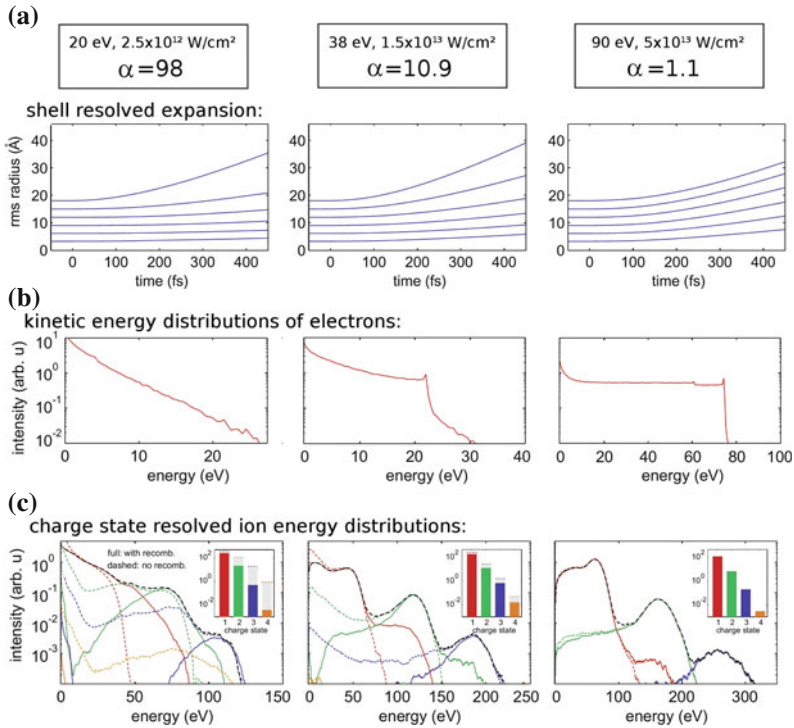 (a)
20 eV, 2.5x10¹² W/cm²
α=98
38 eV, 1.5x10¹³ W/cm²
α=10.9
90 eV, 5x10¹³ W/cm²
α=1.1
shell resolved expansion:
rms radius (Å)
40
30
20
10
0
0 100 200 300 400
time (fs)
40
30
20
10
0
0 100 200 300 400
time (fs)
40
30
20
10
0
0 100 200 300 400
time (fs)
(b)
kinetic energy distributions of electrons:
intensity (arb. u)
10¹
10⁰
10⁻¹
10⁻²
0 10 20
energy (eV)
0 10 20 30 40
energy (eV)
0 20 40 60 80 100
energy (eV)
(c)
charge state resolved ion energy distributions:
intensity (arb. u)
10⁰
10⁻¹
10⁻²
10⁻³
full: with recomb.
dashed: no recomb.
10²
10⁰
10⁻²
1 2 3 4
charge state
0 50 100 150
energy (eV)
10²
10⁰
10⁻²
1 2 3 4
charge state
0 50 100 150 200 250
energy (eV)
10²
10⁰
10⁻²
1 2 3 4
charge state
0 100 200 300
energy (eV)